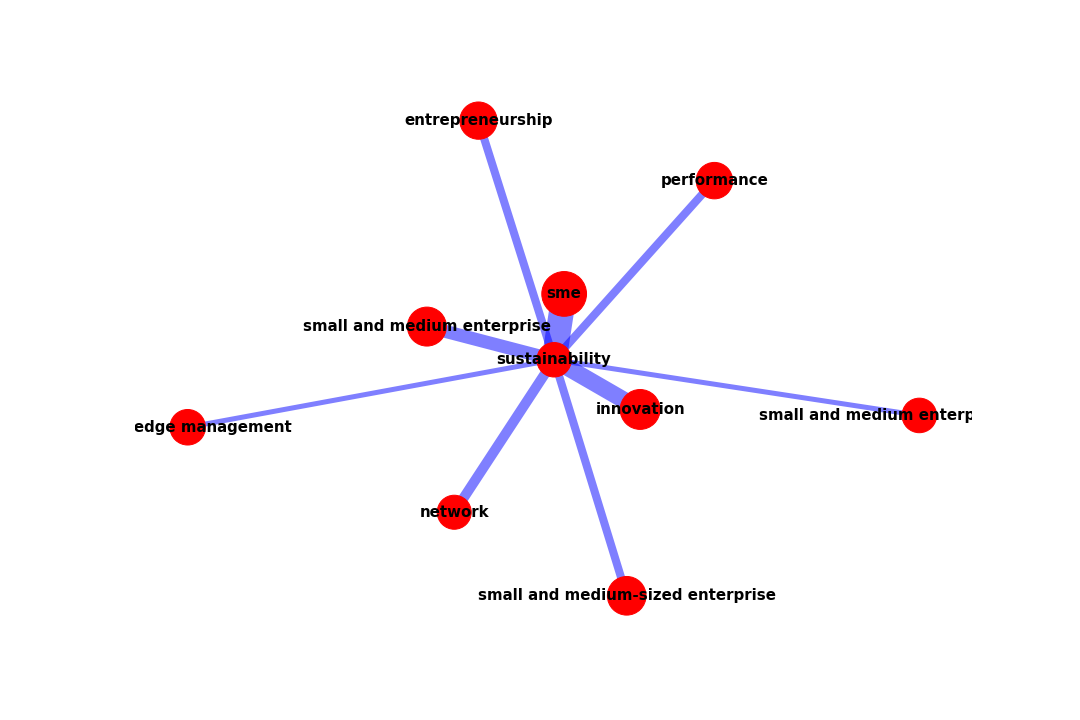 entrepreneurship
performance
sme
small and medium enterprise
sustainability
innovation
small and medium enterp
edge management
network
small and medium-sized enterprise